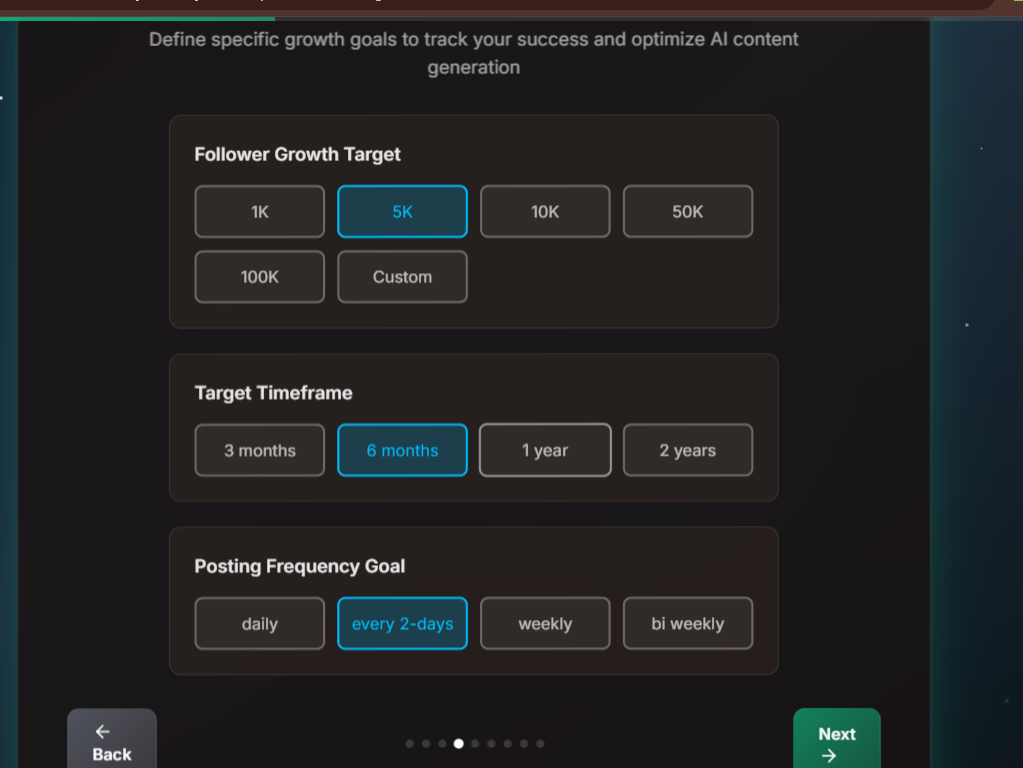 Define specific growth goals to track your success and optimize AI content
generation
Follower Growth Target
1K
5K
10K
50K
100K
Custom
Target Timeframe
3 months
6 months
1 year
2 years
Posting Frequency Goal
daily
every 2-days
weekly
bi weekly
← Back
Next →